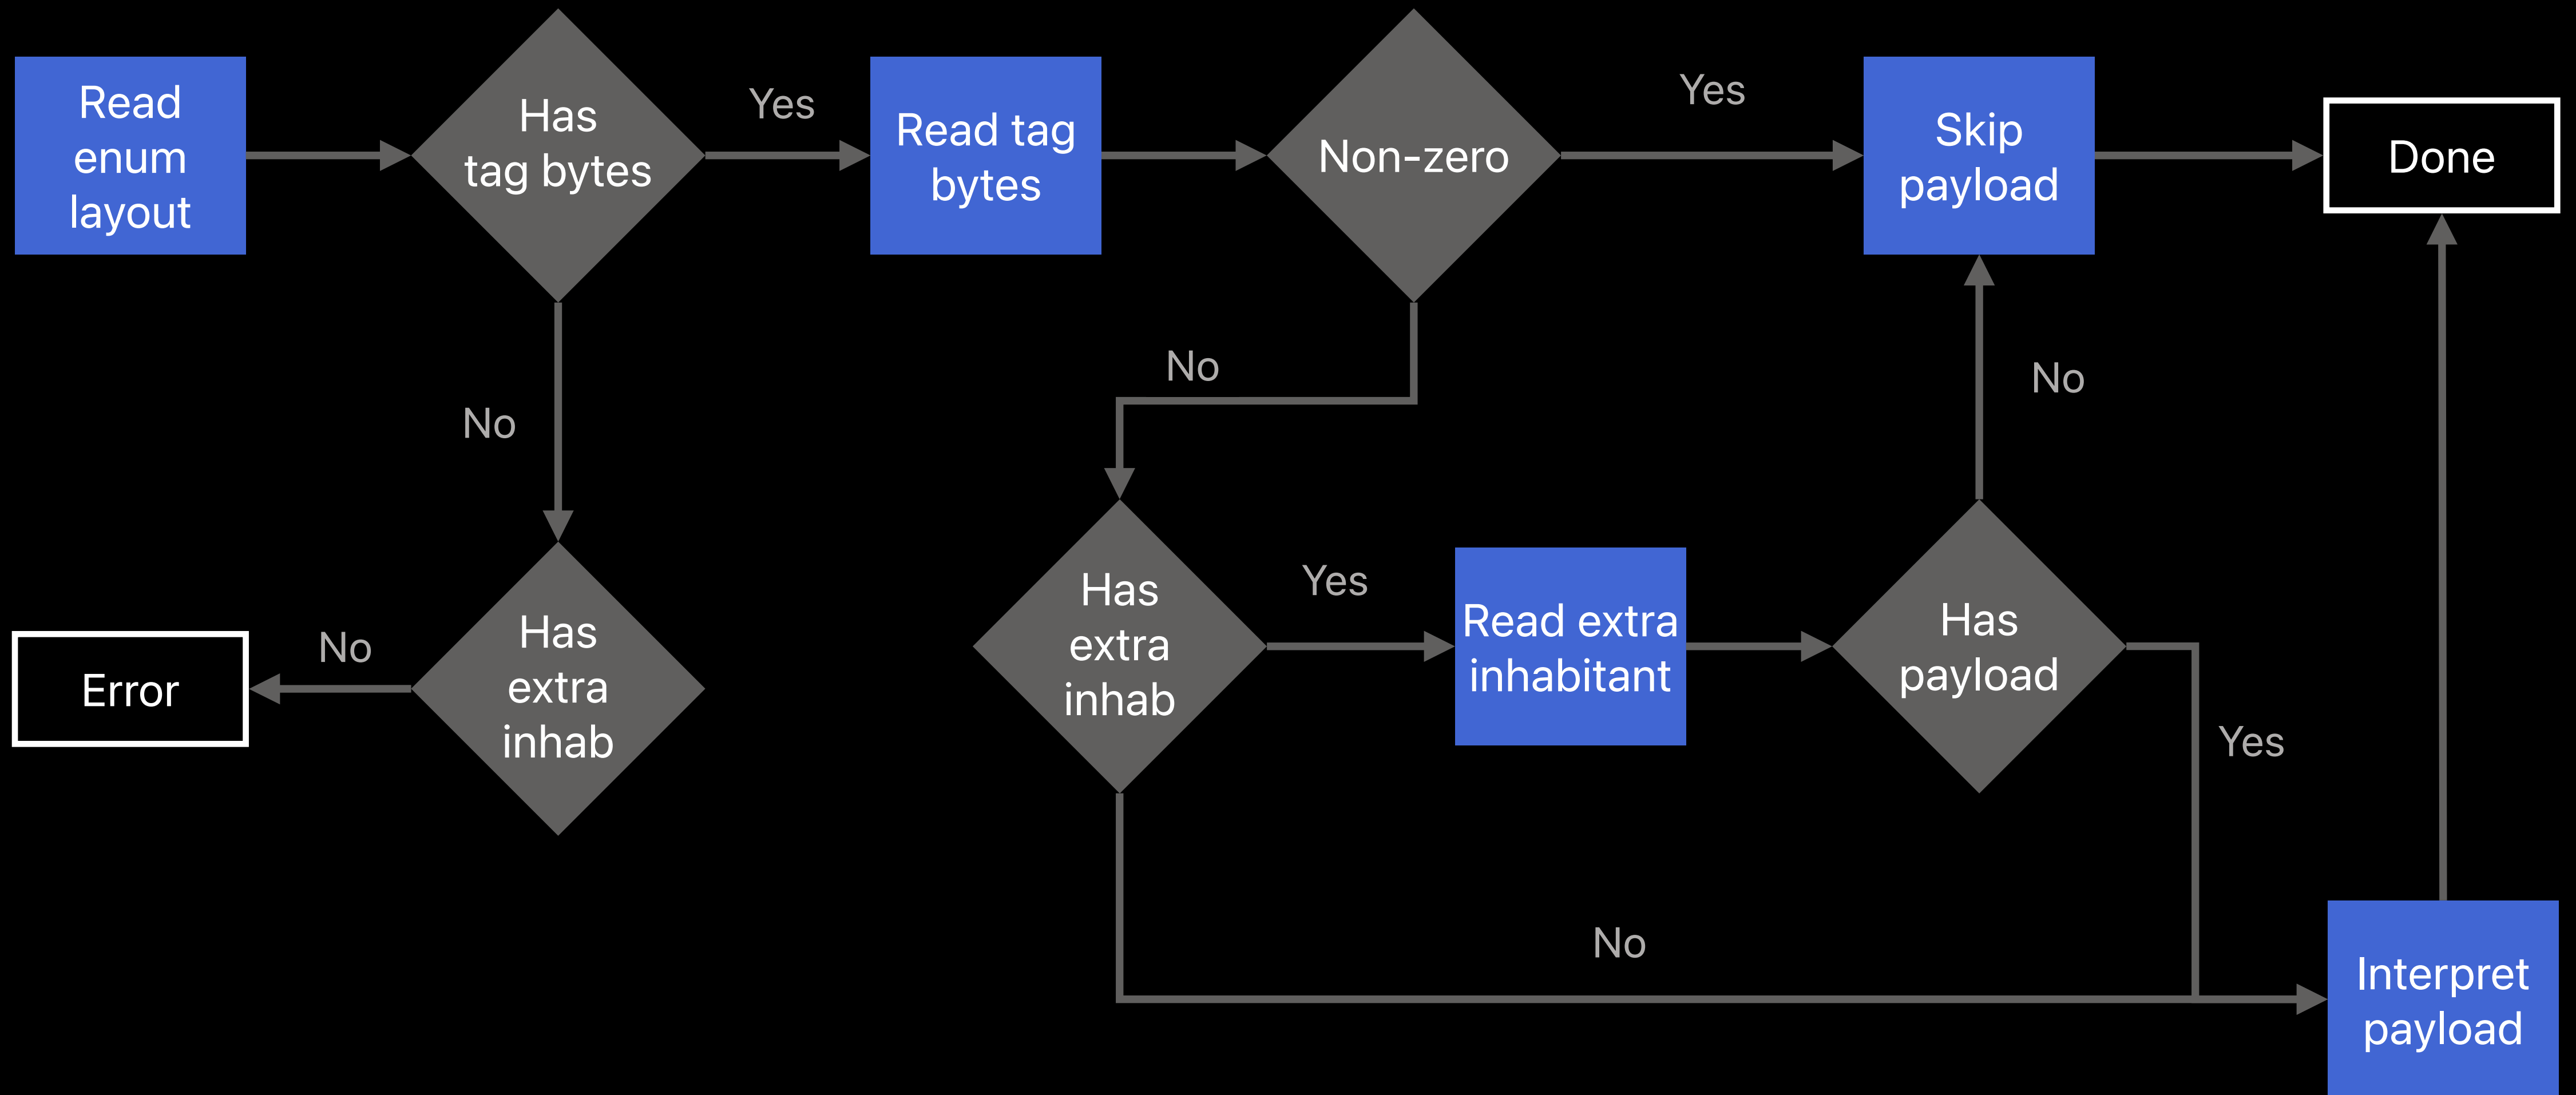 Read
enum
layout
Has
tag bytes
Yes
Read tag
bytes
Non-zero
Yes
Skip
payload
Done
No
No
No
Error
No
Has
extra
inhab
Has
extra
inhab
Yes
Read extra
inhabitant
Has
payload
Yes
No
Interpret
payload